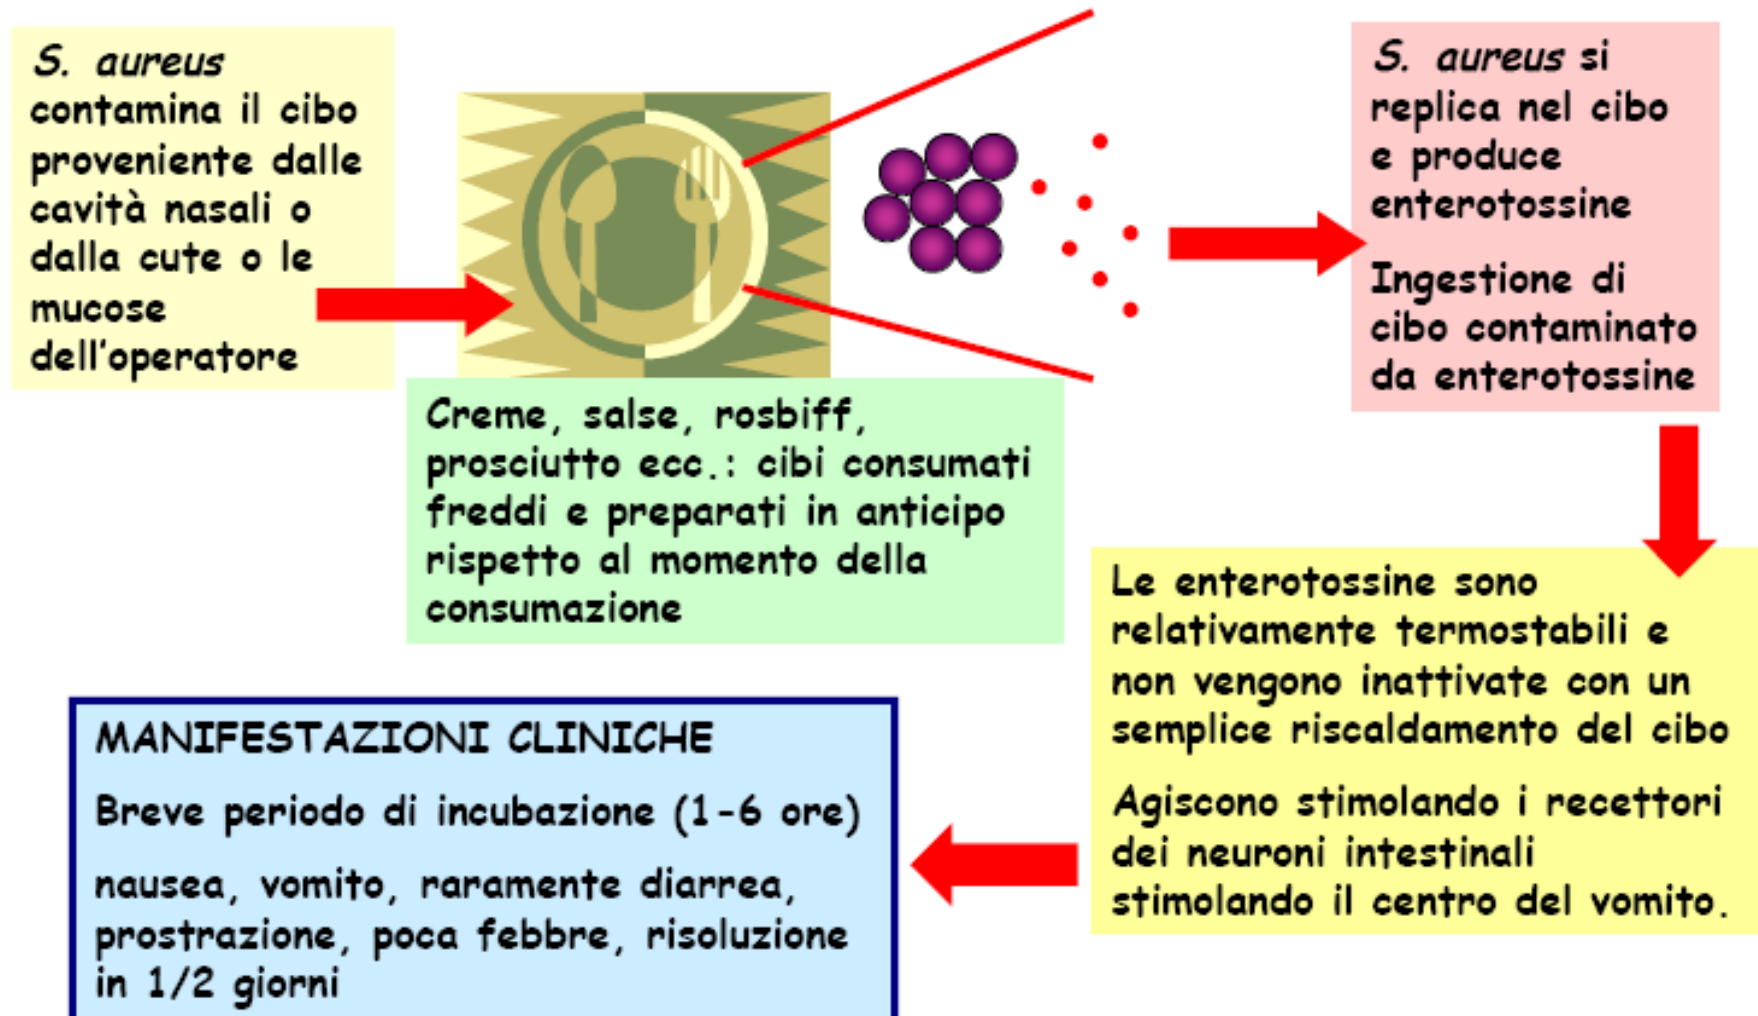 S. aureus
contamina il cibo
proveniente dalle
cavità nasali o
dalla cute o le
mucose
dell'operatore
Creme, salse, rosbiff,
prosciutto ecc.: cibi consumati
freddi e preparati in anticipo
rispetto al momento della
consumazione
S. aureus si
replica nel cibo
e produce
enterotossine
Ingestione di
cibo contaminato
da enterotossine
Le enterotossine sono
relativamente termostabili e
non vengono inattivate con un
semplice riscaldamento del cibo
Agiscono stimolando i recettori
dei neuroni intestinali
stimolando il centro del vomito.
MANIFESTAZIONI CLINICHE
Breve periodo di incubazione (1-6 ore)
nausea, vomito, raramente diarrea,
prostrazione, poca febbre, risoluzione
in 1/2 giorni